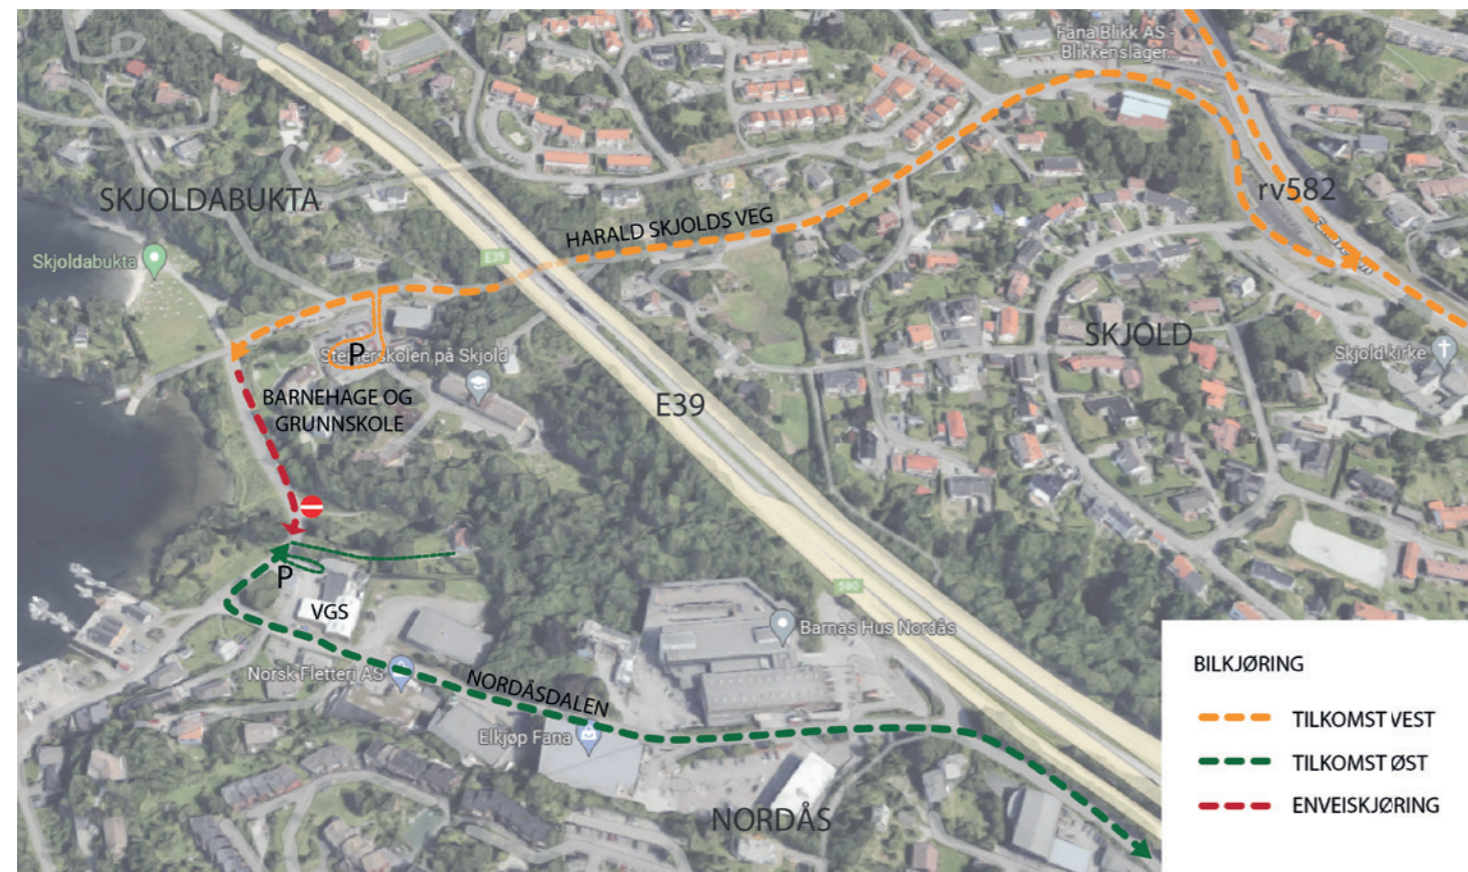 Fana Blikk AS -
Blikkenslager...
SKJOLDABUKTA
rv582
HARALD SKJOLDS VEG
Skjoldabukta
E39
SKJOLD
Skjold kirke
P
Steinerskolen på Skjold
BARNEHAGE OG
GRUNNSKOLE
E39
P
VGS
580
Barnas Hus Nordås
Norsk Fletteri AS
NORDÅSDALEN
Elkjøp Fana
NORDÅS
BILKJØRING
TILKOMST VEST
TILKOMST ØST
ENVEISKJØRING